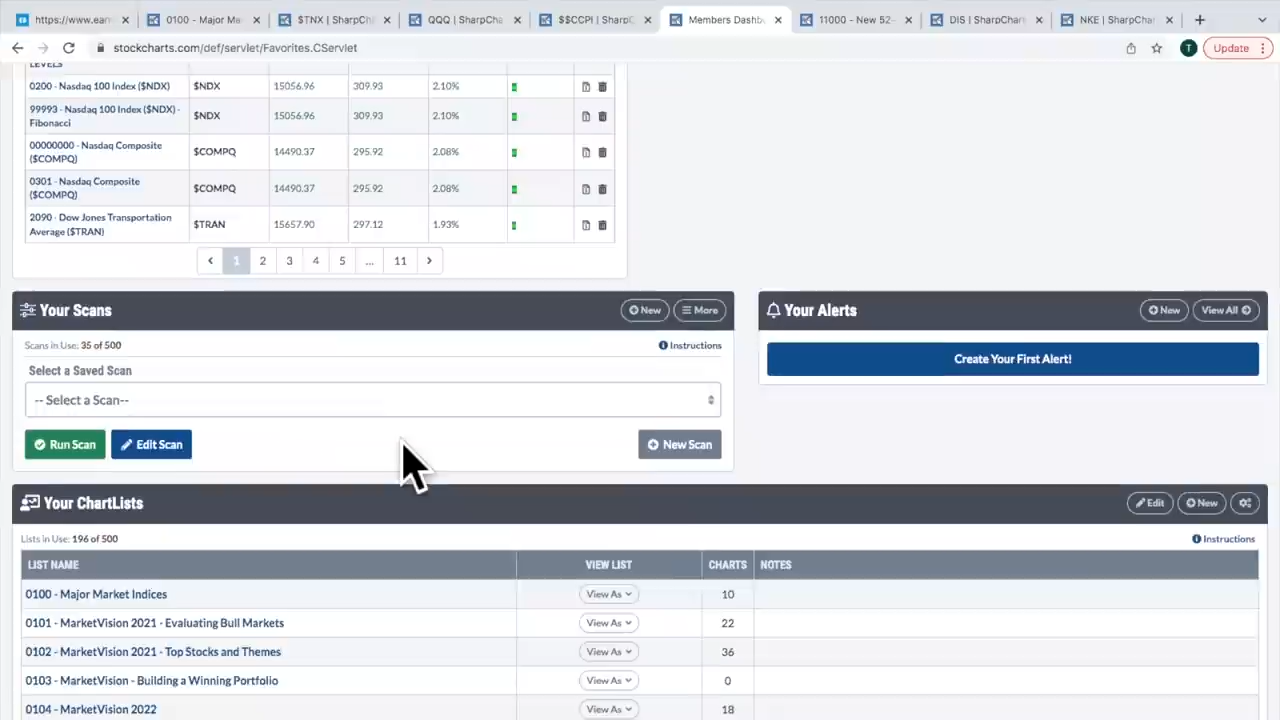 https://www.ear
0100 - Major Ma
$TNX | SharpCha
QQQ | SharpCha
$$CCPI | SharpC
Members Dashb
11000 - New 52-
DIS | SharpChar
NKE | SharpChar
stockcharts.com/def/servlet/Favorites.CServlet
T
Update
LEVELS
0200 - Nasdaq 100 Index ($NDX) $NDX 15056.96 309.93 2.10%
99993 - Nasdaq 100 Index ($NDX) - $NDX 15056.96 309.93 2.10%
Fibonacci
00000000 - Nasdaq Composite $COMPQ 14490.37 295.92 2.08%
($COMPQ)
0301 - Nasdaq Composite $COMPQ 14490.37 295.92 2.08%
($COMPQ)
2090 - Dow Jones Transportation $TRAN 15657.90 297.12 1.93%
Average ($TRAN)
1 2 3 4 5 ... 11
Your Scans
New
More
Your Alerts
New
View All
Scans in Use: 35 of 500
Instructions
Create Your First Alert!
Select a Saved Scan
-- Select a Scan--
Run Scan
Edit Scan
New Scan
Your ChartLists
Edit
New
Lists in Use: 196 of 500
Instructions
LIST NAME VIEW LIST CHARTS NOTES
0100 - Major Market Indices View As 10
0101 - MarketVision 2021 - Evaluating Bull Markets View As 22
0102 - MarketVision 2021 - Top Stocks and Themes View As 36
0103 - MarketVision - Building a Winning Portfolio View As 0
0104 - MarketVision 2022 View As 18